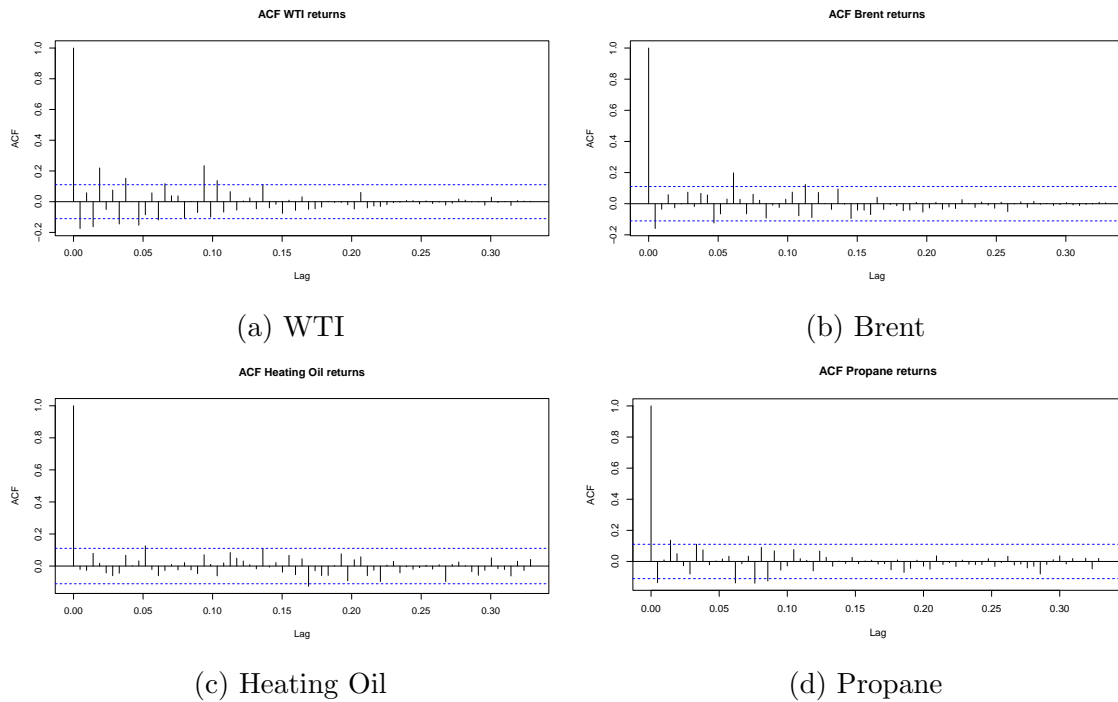 ACF WTI returns
ACF
1.0
0.8
0.6
0.4
0.2
0.0
−0.2
0.00 0.05 0.10 0.15 0.20 0.25 0.30
Lag
(a) WTI
ACF Brent returns
ACF
1.0
0.8
0.6
0.4
0.2
0.0
−0.2
0.00 0.05 0.10 0.15 0.20 0.25 0.30
Lag
(b) Brent
ACF Heating Oil returns
ACF
1.0
0.8
0.6
0.4
0.2
0.0
0.00 0.05 0.10 0.15 0.20 0.25 0.30
Lag
(c) Heating Oil
ACF Propane returns
ACF
1.0
0.8
0.6
0.4
0.2
0.0
0.00 0.05 0.10 0.15 0.20 0.25 0.30
Lag
(d) Propane